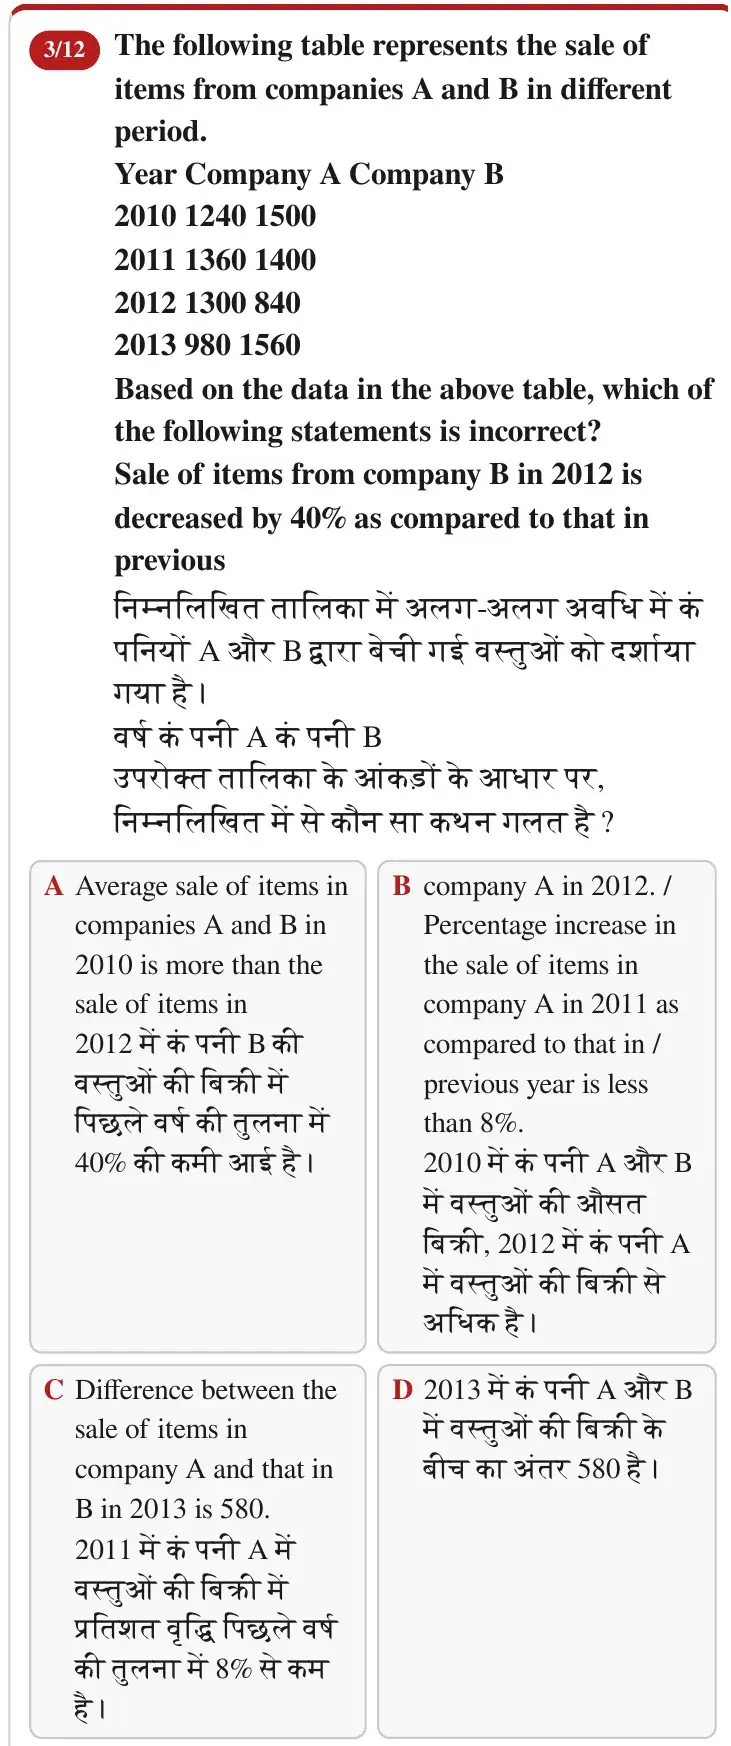 3/12 The following table represents the sale of
items from companies A and B in different
period.
Year Company A Company B
2010 1240 1500
2011 1360 1400
2012 1300 840
2013 980 1560
Based on the data in the above table, which of
the following statements is incorrect?
Sale of items from company B in 2012 is
decreased by 40% as compared to that in
previous
निम्नलिखित तालिका में अलग-अलग अवधि में कं
पनियों A और B द्वारा बेची गई वस्तुओं को दर्शाया
गया है।
वर्ष कं पनी A कं पनी B
उपरोक्त तालिका के आंकड़ों के आधार पर,
निम्नलिखित में से कौन सा कथन गलत है ?
A Average sale of items in
companies A and B in
2010 is more than the
sale of items in
2012 में कं पनी B की
वस्तुओं की बिक्री में
पिछले वर्ष की तुलना में
40% की कमी आई है।
B company A in 2012. /
Percentage increase in
the sale of items in
company A in 2011 as
compared to that in /
previous year is less
than 8%.
2010 में कं पनी A और B
में वस्तुओं की औसत
बिक्री, 2012 में कं पनी A
में वस्तुओं की बिक्री से
अधिक है।
C Difference between the
sale of items in
company A and that in
B in 2013 is 580.
2011 में कं पनी A में
वस्तुओं की बिक्री में
प्रतिशत वृद्धि पिछले वर्ष
की तुलना में 8% से कम
है।
D 2013 में कं पनी A और B
में वस्तुओं की बिक्री के
बीच का अंतर 580 है।